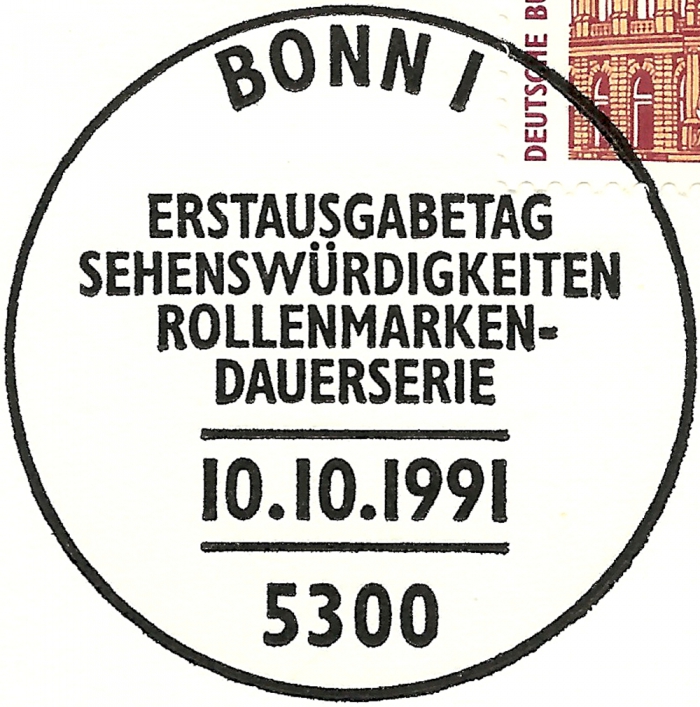 BONN 1
ERSTAUSGABETAG
SEHENSWÜRDIGKEITEN
ROLLENMARKEN-
DAUERSERIE
10.10.1991
5300
DEUTSCHE